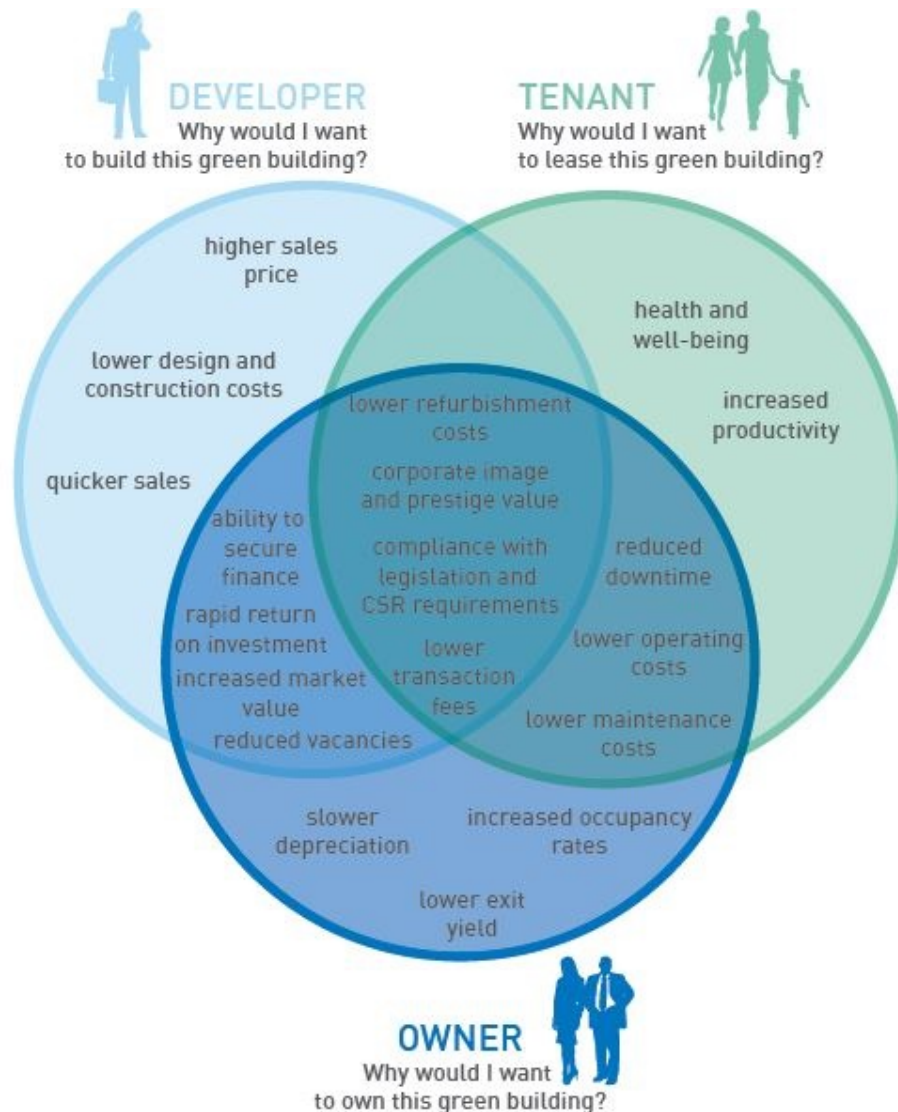 DEVELOPER
Why would I want
to build this green building?
TENANT
Why would I want
to lease this green building?
higher sales
price
lower design and
construction costs
quicker sales
health and
well-being
increased
productivity
lower refurbishment
costs
corporate image
and prestige value
compliance with
legislation and
CSR requirements
lower
transaction
fees
ability to
secure
finance
rapid return
on investment
increased market
value
reduced vacancies
reduced
downtime
lower operating
costs
lower maintenance
costs
slower
depreciation
increased occupancy
rates
lower exit
yield
OWNER
Why would I want
to own this green building?